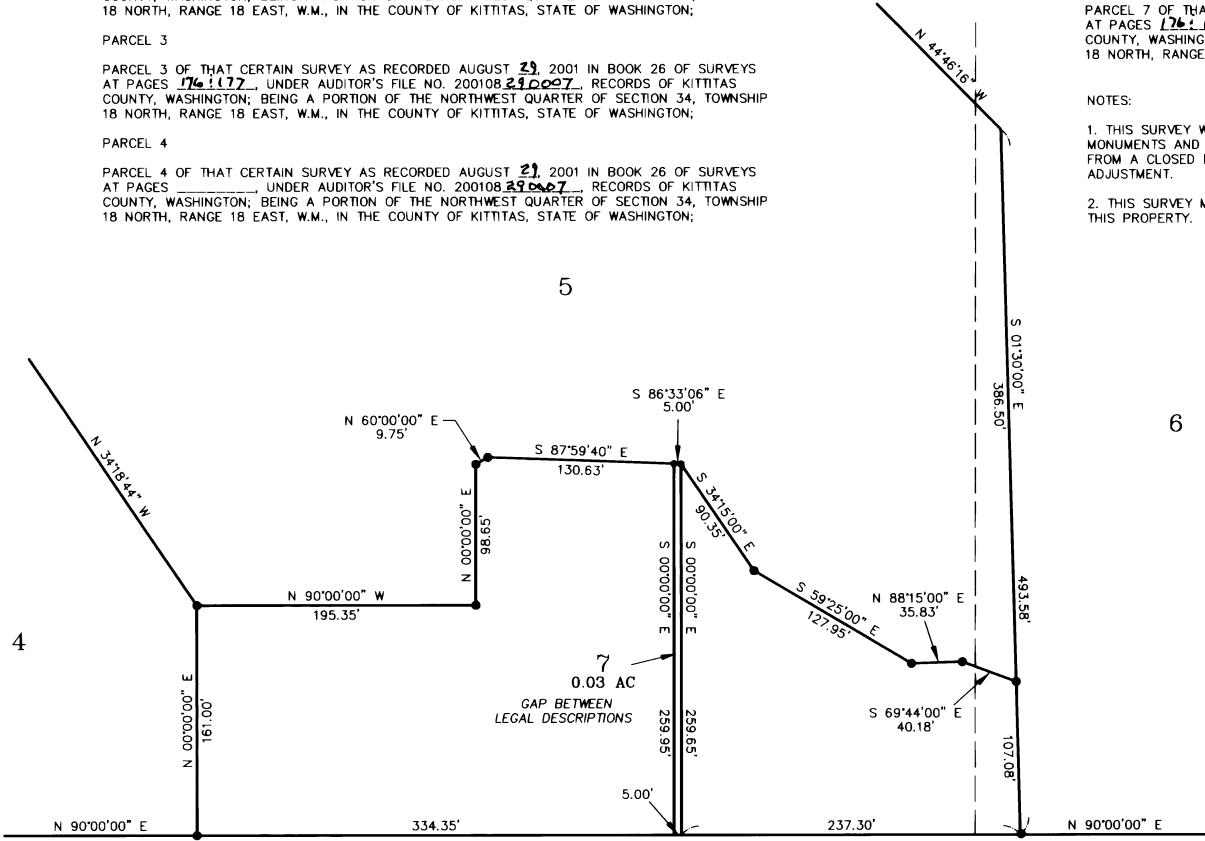 18 NORTH, RANGE 18 EAST, W.M., IN THE COUNTY OF KITTITAS, STATE OF WASHINGTON;
PARCEL 3
PARCEL 3 OF THAT CERTAIN SURVEY AS RECORDED AUGUST 29, 2001 IN BOOK 26 OF SURVEYS
AT PAGES 176:177, UNDER AUDITOR'S FILE NO. 200108290007, RECORDS OF KITTITAS
COUNTY, WASHINGTON; BEING A PORTION OF THE NORTHWEST QUARTER OF SECTION 34, TOWNSHIP
18 NORTH, RANGE 18 EAST, W.M., IN THE COUNTY OF KITTITAS, STATE OF WASHINGTON;
PARCEL 4
PARCEL 4 OF THAT CERTAIN SURVEY AS RECORDED AUGUST 29, 2001 IN BOOK 26 OF SURVEYS
AT PAGES ________, UNDER AUDITOR'S FILE NO. 200108290007, RECORDS OF KITTITAS
COUNTY, WASHINGTON; BEING A PORTION OF THE NORTHWEST QUARTER OF SECTION 34, TOWNSHIP
18 NORTH, RANGE 18 EAST, W.M., IN THE COUNTY OF KITTITAS, STATE OF WASHINGTON;
PARCEL 7 OF THA
AT PAGES 176:1
COUNTY, WASHING
18 NORTH, RANGE
NOTES:
1. THIS SURVEY W
MONUMENTS AND
FROM A CLOSED
ADJUSTMENT.
2. THIS SURVEY M
THIS PROPERTY.
N 44°46'16" W
5
S 01°30'00" E
386.50'
6
S 86°33'06" E
5.00'
N 60°00'00" E
9.75'
S 87°59'40" E
130.63'
N 34°18'44" W
N 00°00'00" E
98.65'
S 34°15'00" E
90.35'
S 00°00'00" E
S 00°00'00" E
N 90°00'00" W
195.35'
S 59°25'00" E
127.95'
N 88°15'00" E
35.83'
493.58'
4
7
0.03 AC
GAP BETWEEN
LEGAL DESCRIPTIONS
N 00°00'00" E
161.00'
259.95'
259.65'
S 69°44'00" E
40.18'
107.08'
5.00'
N 90°00'00" E
334.35'
237.30'
N 90°00'00" E